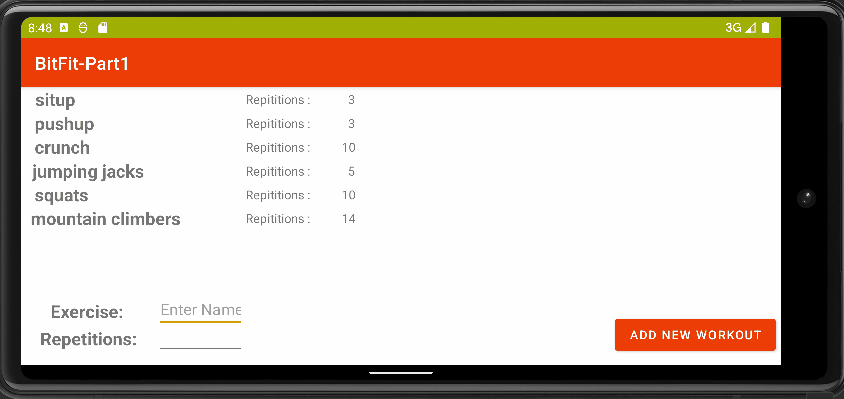 6:48 3G
BitFit-Part1
situp Repititions : 3
pushup Repititions : 3
crunch Repititions : 10
jumping jacks Repititions : 5
squats Repititions : 10
mountain climbers Repititions : 14
Exercise: Enter Name
Repetitions:
ADD NEW WORKOUT